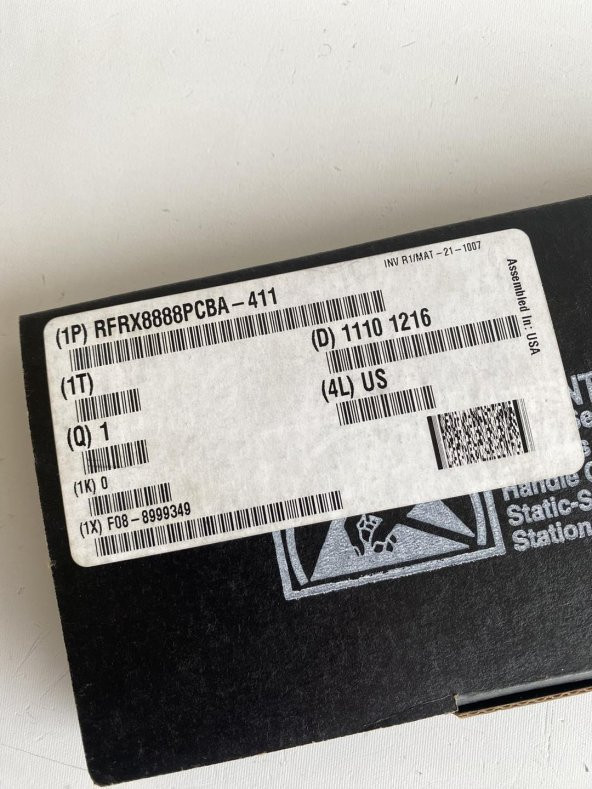 INV R1/MAT-21-1007
Assembled In: USA
(1P) RFRX8888PCBA-411
(D) 1110 1216
(1T)
(4L) US
(Q) 1
(1K) 0
(1X) F08-8999349
Handle
Static-S
Station